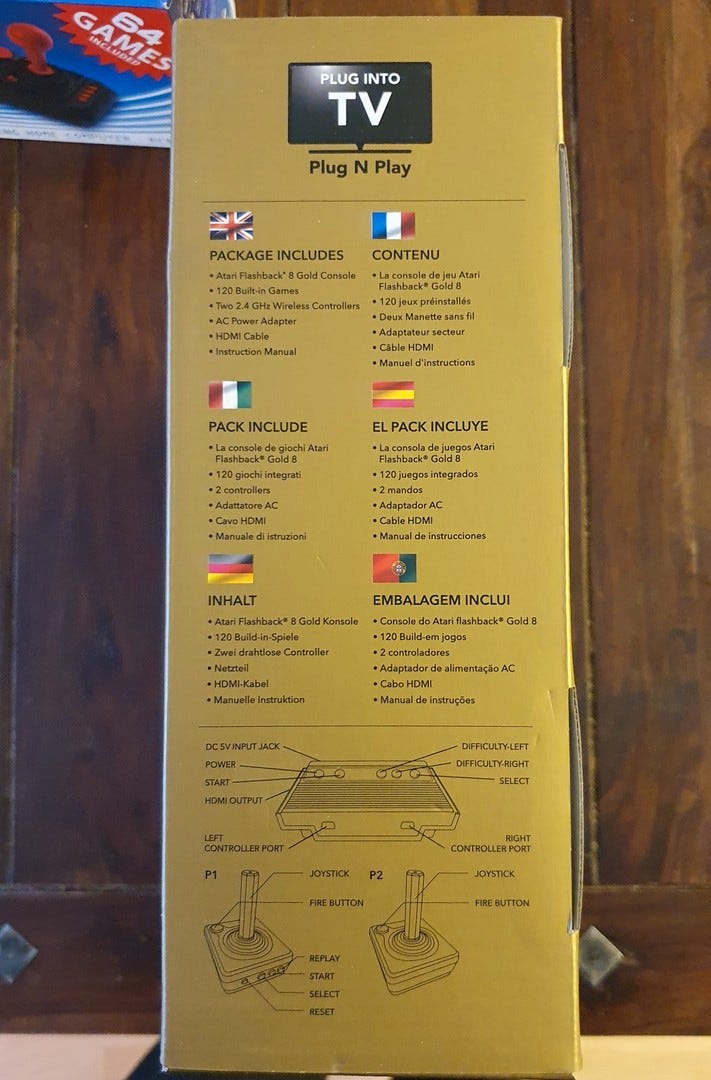 64
GAMES
INCLUDED
HOME COMPUTER
PLUG INTO
TV
Plug N Play
PACKAGE INCLUDES
• Atari Flashback® 8 Gold Console
• 120 Built-in Games
• Two 2.4 GHz Wireless Controllers
• AC Power Adapter
• HDMI Cable
• Instruction Manual
CONTENU
• La console de jeu Atari
Flashback® Gold 8
• 120 jeux préinstallés
• Deux Manette sans fil
• Adaptateur secteur
• Câble HDMI
• Manuel d'instructions
PACK INCLUDE
• La console de giochi Atari
Flashback® Gold 8
• 120 giochi integrati
• 2 controllers
• Adattatore AC
• Cavo HDMI
• Manuale di istruzioni
EL PACK INCLUYE
• La consola de juegos Atari
Flashback® Gold 8
• 120 juegos integrados
• 2 mandos
• Adaptador AC
• Cable HDMI
• Manual de instrucciones
INHALT
• Atari Flashback® 8 Gold Konsole
• 120 Build-in-Spiele
• Zwei drahtlose Controller
• Netzteil
• HDMI-Kabel
• Manuelle Instruktion
EMBALAGEM INCLUI
• Console do Atari flashback® Gold 8
• 120 Build-em jogos
• 2 controladores
• Adaptador de alimentação AC
• Cabo HDMI
• Manual de instruções
DC 5V INPUT JACK
POWER
START
HDMI OUTPUT
LEFT
CONTROLLER PORT
DIFFICULTY-LEFT
DIFFICULTY-RIGHT
SELECT
RIGHT
CONTROLLER PORT
P1
JOYSTICK
FIRE BUTTON
REPLAY
START
SELECT
RESET
P2
JOYSTICK
FIRE BUTTON